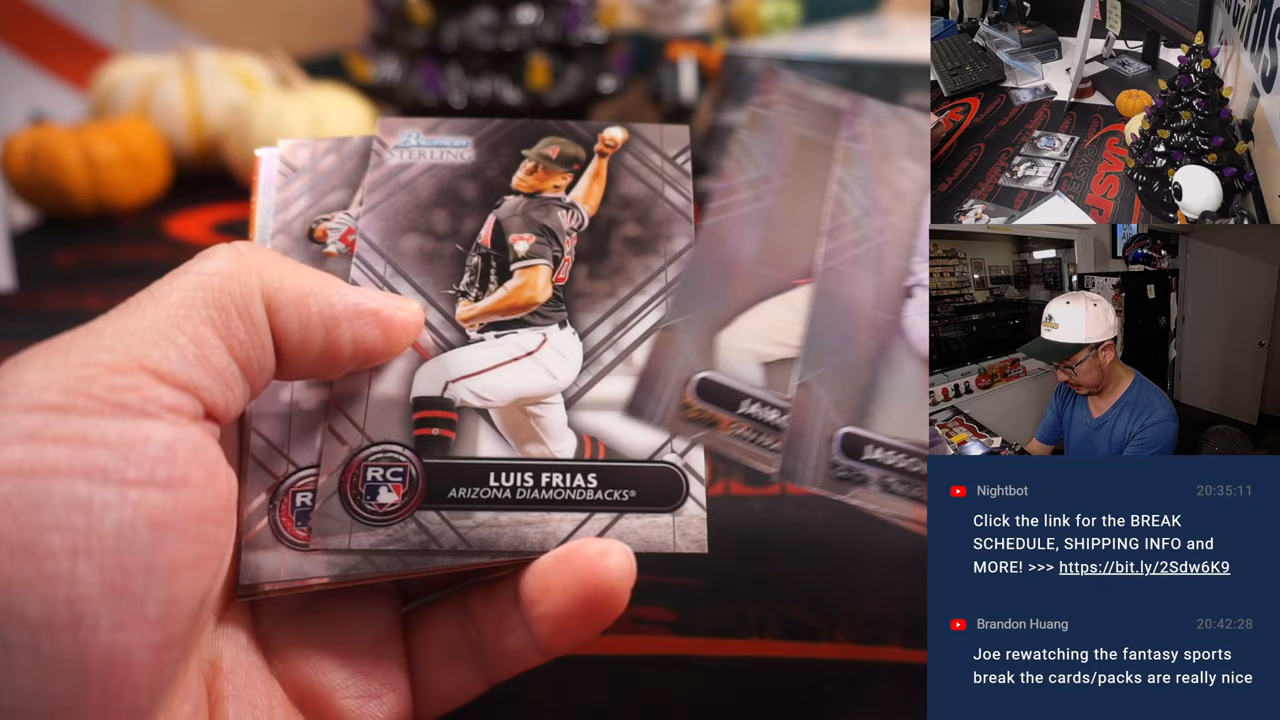 Bowman
STERLING
RC
LUIS FRIAS
ARIZONA DIAMONDBACKS®
JASSO
Nightbot
20:35:11
Click the link for the BREAK
SCHEDULE, SHIPPING INFO and
MORE! >>> https://bit.ly/2Sdw6K9
Brandon Huang
20:42:28
Joe rewatching the fantasy sports
break the cards/packs are really nice